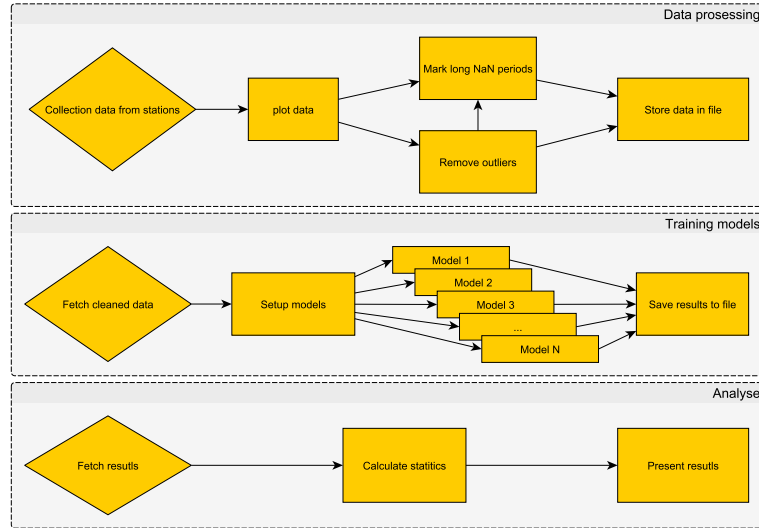 Data prosessing
Collection data from stations
plot data
Mark long NaN periods
Remove outliers
Store data in file
Training models
Fetch cleaned data
Setup models
Model 1
Model 2
Model 3
...
Model N
Save results to file
Analyse
Fetch resutls
Calculate statitics
Present resutls